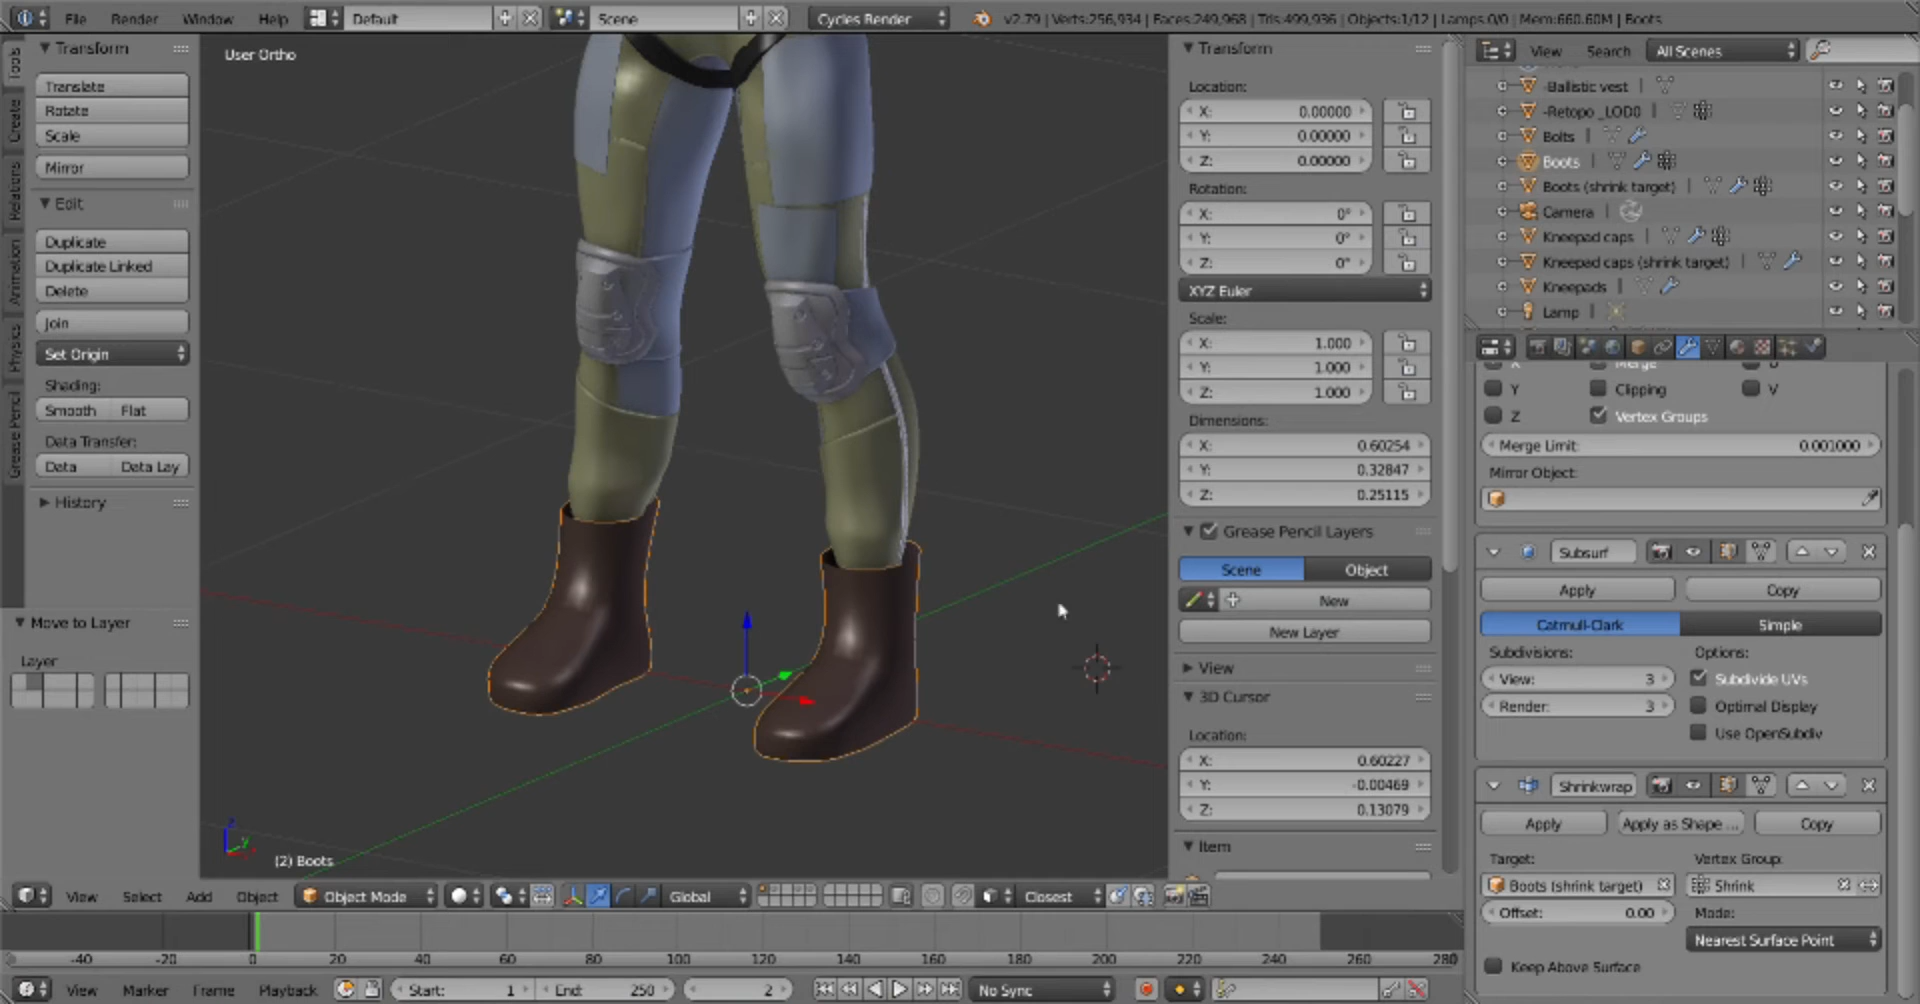 File Render Window Help Default Scene Cycles Render v2.79 | Verts:256,934 | Faces:249,968 | Tris:499,936 | Objects:1/12 | Lamps:0/0 | Mem:660.60M | Boots
Tools
Create
Relations
Animation
Physics
Grease Pencil
Transform
Translate
Rotate
Scale
Mirror
Edit
Duplicate
Duplicate Linked
Delete
Join
Set Origin
Shading:
Smooth Flat
Data Transfer:
Data Data Lay
History
Move to Layer
Layer
User Ortho
(2) Boots
z
y
Transform
Location:
X: 0.00000
Y: 0.00000
Z: 0.00000
Rotation:
X: 0°
Y: 0°
Z: 0°
XYZ Euler
Scale:
X: 1.000
Y: 1.000
Z: 1.000
Dimensions:
X: 0.60254
Y: 0.32847
Z: 0.25115
Grease Pencil Layers
Scene Object
New
New Layer
View
3D Cursor
Location:
X: 0.60227
Y: -0.00469
Z: 0.13079
Item
View Search All Scenes
-Ballistic vest
-Retopo _LOD0
Bolts
Boots
Boots (shrink target)
Camera
Kneepad caps
Kneepad caps (shrink target)
Kneepads
Lamp
X Merge U
Y Clipping V
Z Vertex Groups
Merge Limit: 0.001000
Mirror Object:
Subsurf
Apply Copy
Catmull-Clark Simple
Subdivisions: Options:
View: 3 Subdivide UVs
Render: 3 Optimal Display
Use OpenSubdiv
Shrinkwrap
Apply Apply as Shape ... Copy
Target: Vertex Group:
Boots (shrink target) Shrink
Offset: 0.00 Mode:
Nearest Surface Point
Keep Above Surface
View Select Add Object Object Mode Global Closest
-40 -20 0 20 40 60 80 100 120 140 160 180 200 220 240 260 280
View Marker Frame Playback Start: 1 End: 250 2 No Sync